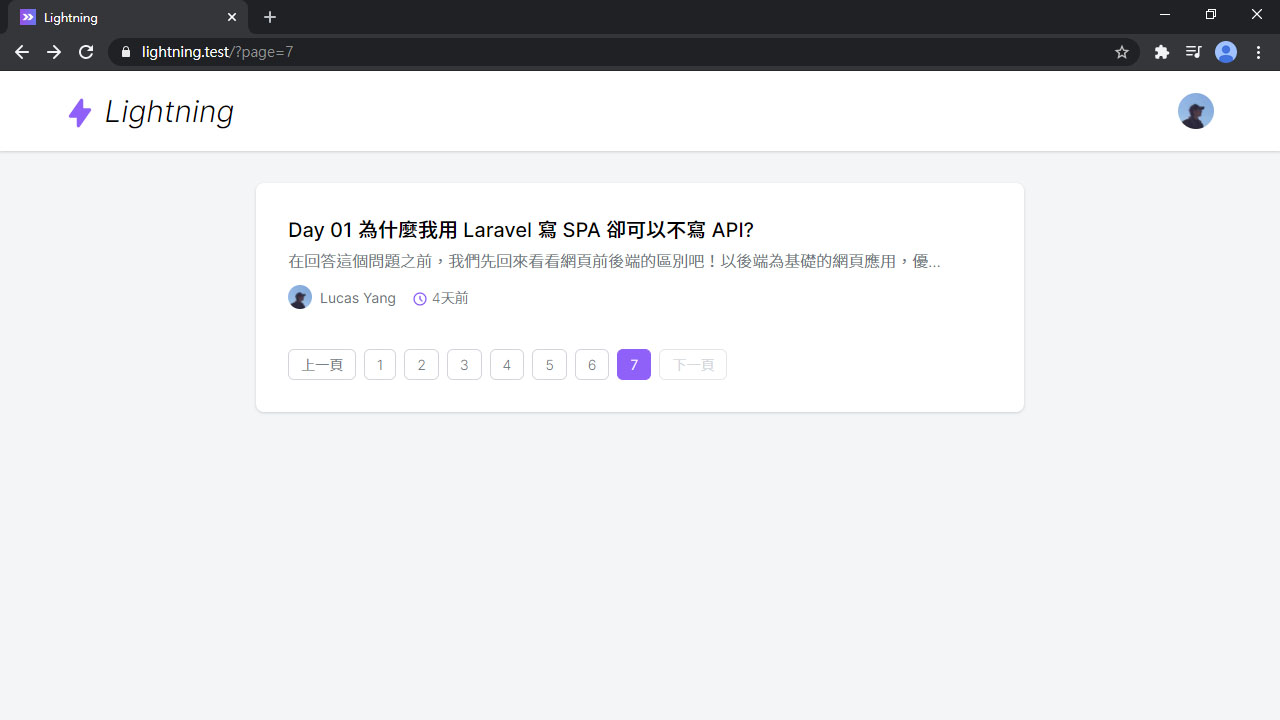 Lightning
lightning.test/?page=7
Lightning
Day 01 為什麼我用 Laravel 寫 SPA 卻可以不寫 API?
在回答這個問題之前，我們先回來看看網頁前後端的區別吧！以後端為基礎的網頁應用，優...
Lucas Yang 4天前
上一頁 1 2 3 4 5 6 7 下一頁